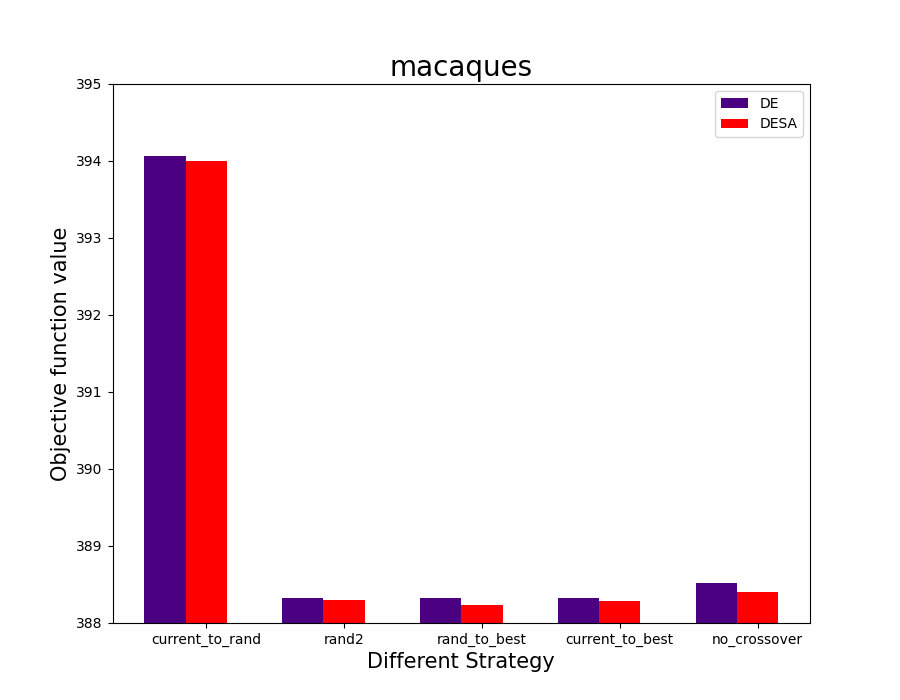 macaques
395
394
393
392
391
390
389
388
Objective function value
DE
DESA
current_to_rand
rand2
rand_to_best
current_to_best
no_crossover
Different Strategy